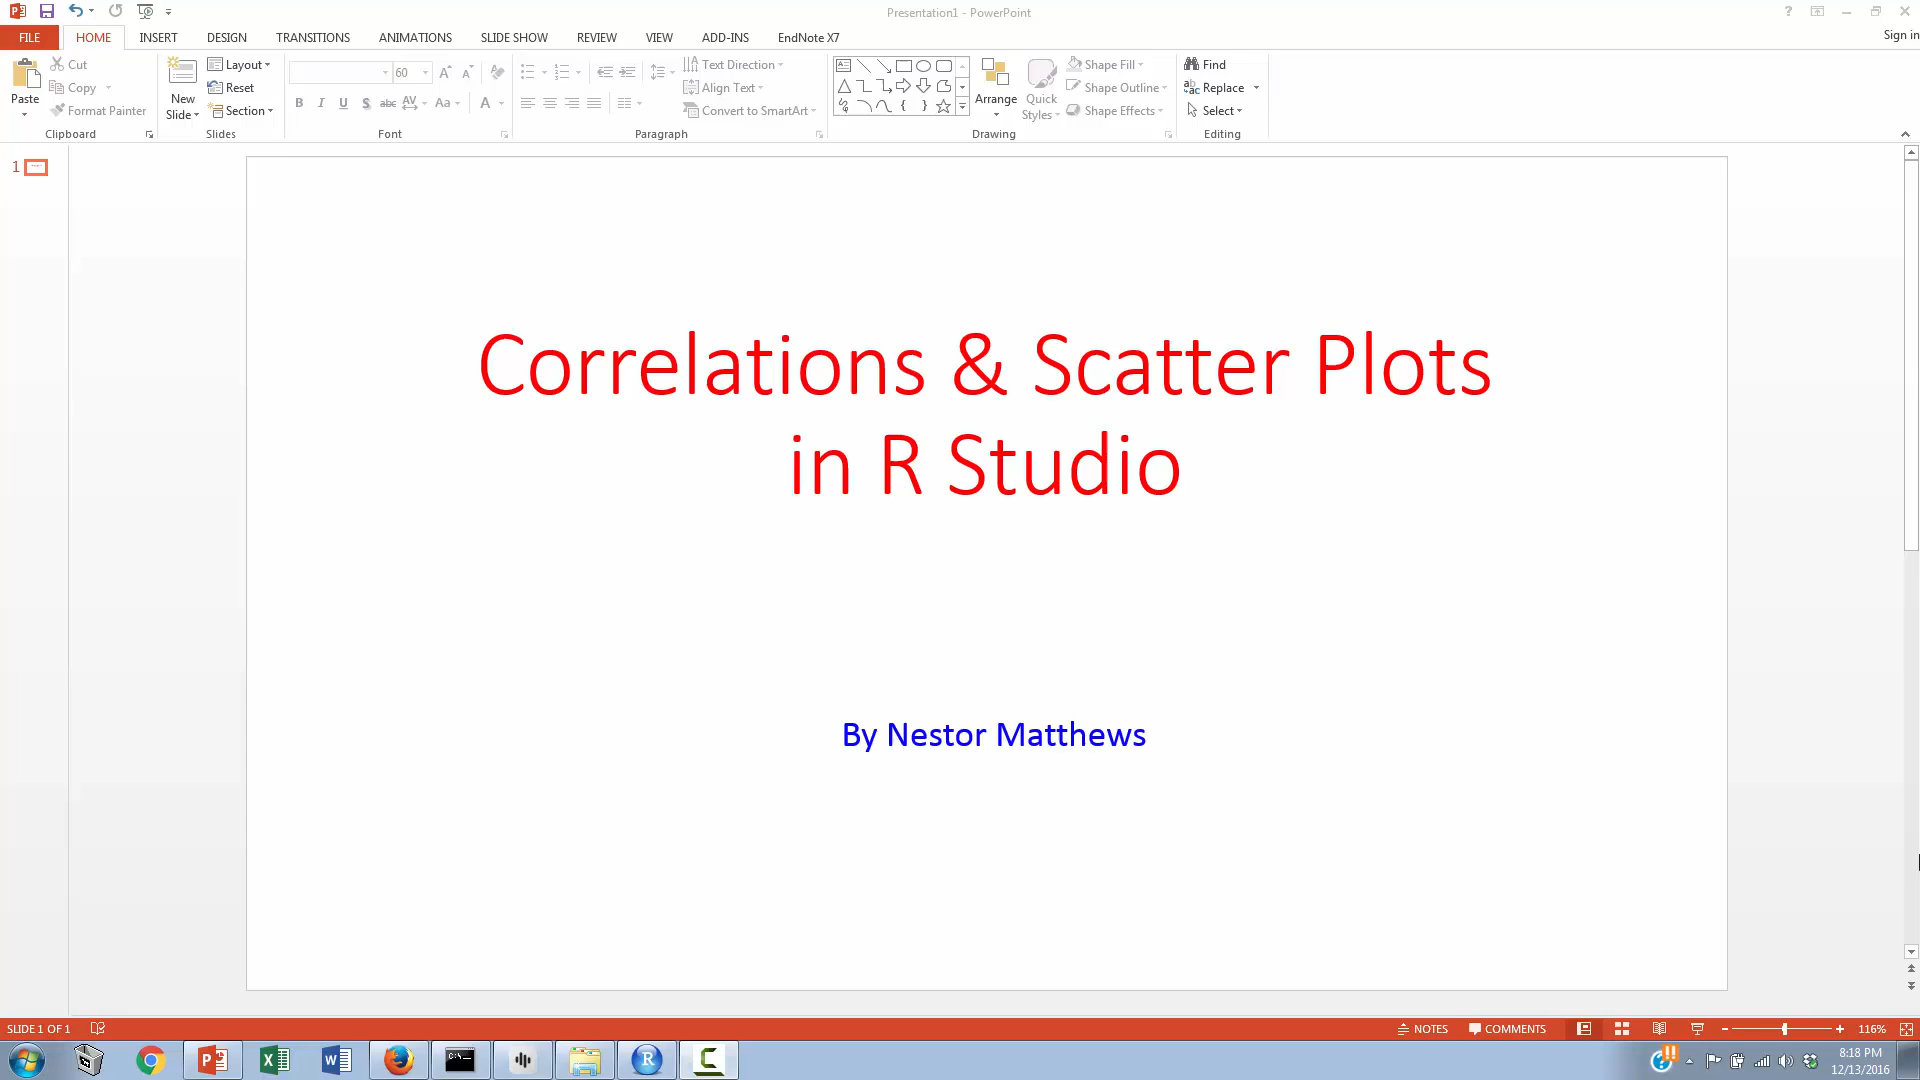 Presentation1 - PowerPoint
?
FILE HOME INSERT DESIGN TRANSITIONS ANIMATIONS SLIDE SHOW REVIEW VIEW ADD-INS EndNote X7
Sign in
Paste
Cut
Copy
Format Painter
Clipboard
New
Slide
Layout
Reset
Section
Slides
60
B I U S abc AV Aa A
Font
Text Direction
Align Text
Convert to SmartArt
Paragraph
Arrange
Quick
Styles
Shape Fill
Shape Outline
Shape Effects
Drawing
Find
Replace
Select
Editing
1
Correlations & Scatter Plots
in R Studio
By Nestor Matthews
SLIDE 1 OF 1
NOTES COMMENTS
116%
8:18 PM
12/13/2016